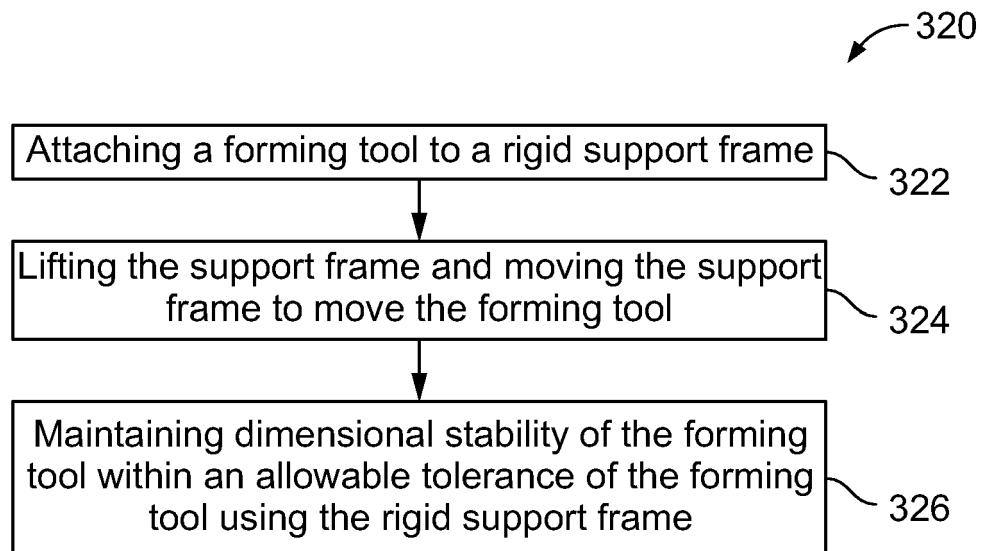 320
Attaching a forming tool to a rigid support frame
322
Lifting the support frame and moving the support
frame to move the forming tool
324
Maintaining dimensional stability of the forming
tool within an allowable tolerance of the forming
tool using the rigid support frame
326